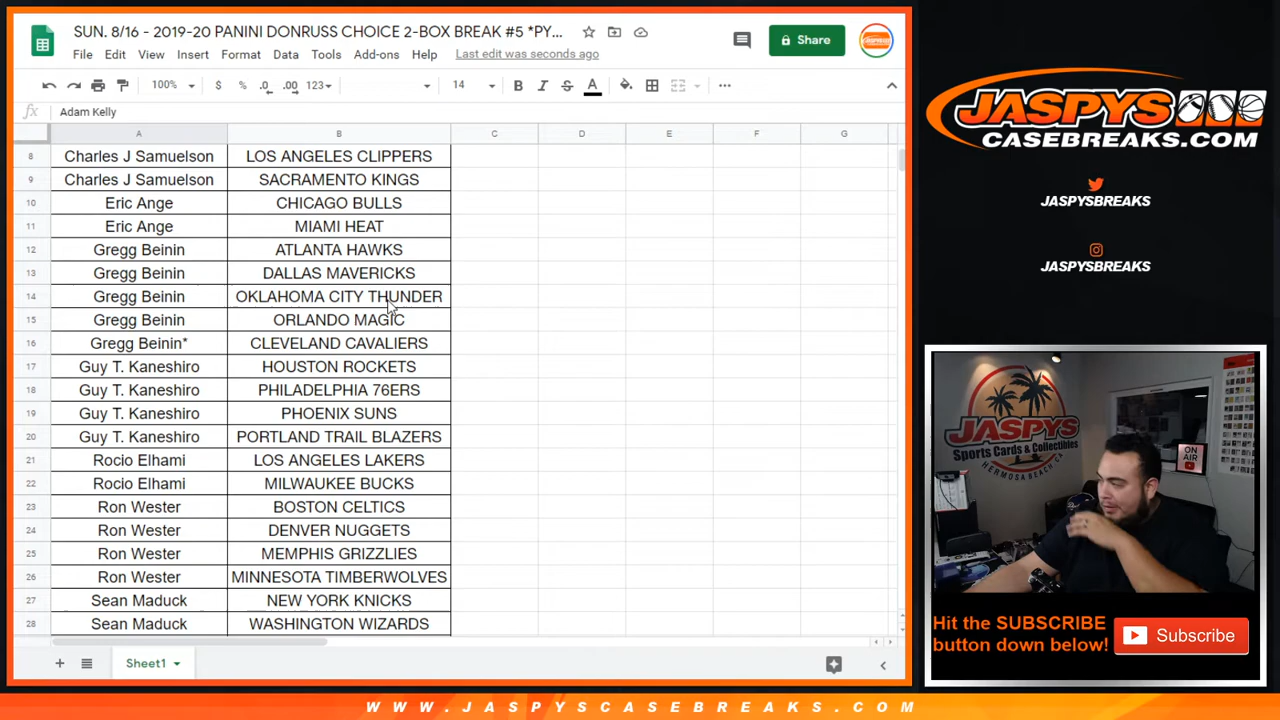 SUN. 8/16 - 2019-20 PANINI DONRUSS CHOICE 2-BOX BREAK #5 *PY...
Share
File Edit View Insert Format Data Tools Add-ons Help Last edit was seconds ago
100% $ % .0 .00 123 14 B I S A
fx Adam Kelly
A B C D E F G
8 Charles J Samuelson LOS ANGELES CLIPPERS
9 Charles J Samuelson SACRAMENTO KINGS
10 Eric Ange CHICAGO BULLS
11 Eric Ange MIAMI HEAT
12 Gregg Beinin ATLANTA HAWKS
13 Gregg Beinin DALLAS MAVERICKS
14 Gregg Beinin OKLAHOMA CITY THUNDER
15 Gregg Beinin ORLANDO MAGIC
16 Gregg Beinin* CLEVELAND CAVALIERS
17 Guy T. Kaneshiro HOUSTON ROCKETS
18 Guy T. Kaneshiro PHILADELPHIA 76ERS
19 Guy T. Kaneshiro PHOENIX SUNS
20 Guy T. Kaneshiro PORTLAND TRAIL BLAZERS
21 Rocio Elhami LOS ANGELES LAKERS
22 Rocio Elhami MILWAUKEE BUCKS
23 Ron Wester BOSTON CELTICS
24 Ron Wester DENVER NUGGETS
25 Ron Wester MEMPHIS GRIZZLIES
26 Ron Wester MINNESOTA TIMBERWOLVES
27 Sean Maduck NEW YORK KNICKS
28 Sean Maduck WASHINGTON WIZARDS
Sheet1
JASPYS
CASEBREAKS.COM
JASPYSBREAKS
JASPYSBREAKS
JASPYS
Sports Cards & Collectibles
HERMOSA BEACH, CA
ON AIR
Hit the SUBSCRIBE
button down below!
Subscribe
WWW.JASPYSCASEBREAKS.COM